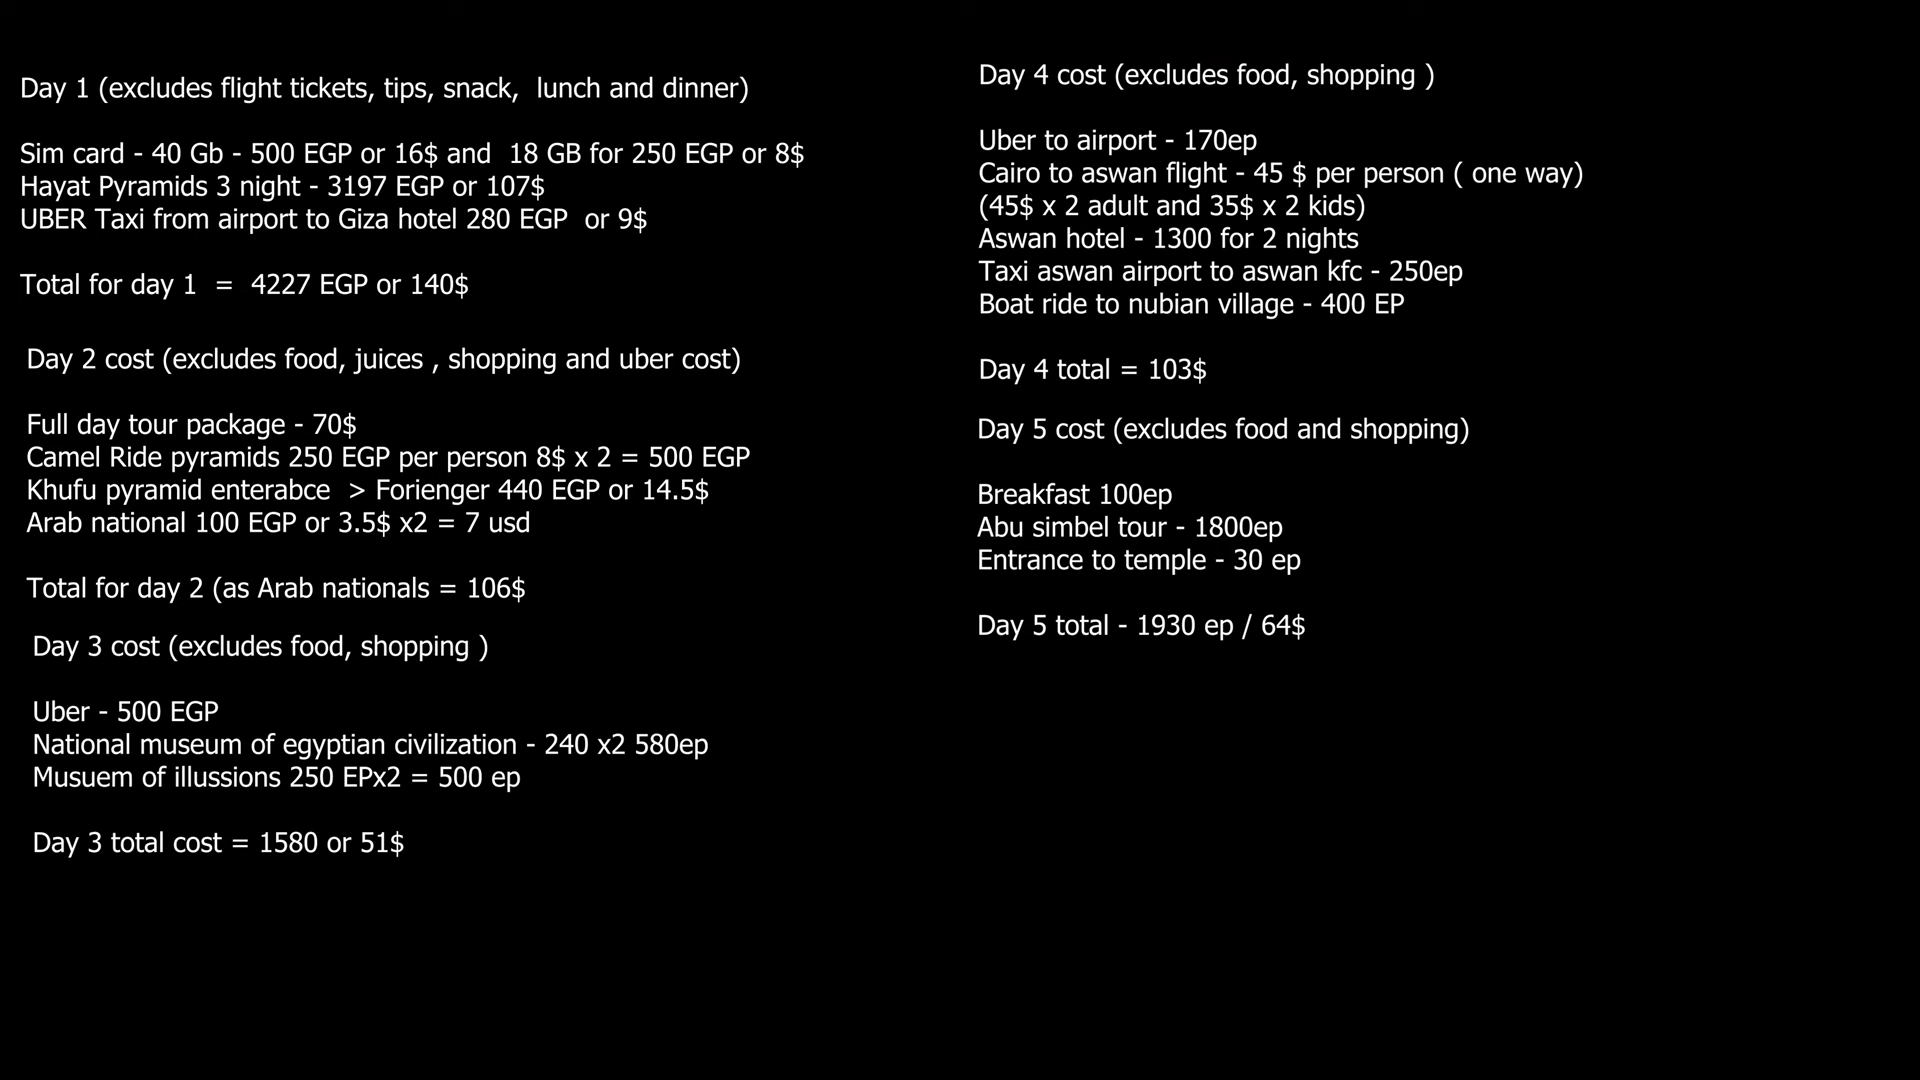 Day 1 (excludes flight tickets, tips, snack,  lunch and dinner)
Sim card - 40 Gb - 500 EGP or 16$ and  18 GB for 250 EGP or 8$
Hayat Pyramids 3 night - 3197 EGP or 107$
UBER Taxi from airport to Giza hotel 280 EGP  or 9$
Total for day 1  =  4227 EGP or 140$
Day 2 cost (excludes food, juices , shopping and uber cost)
Full day tour package - 70$
Camel Ride pyramids 250 EGP per person 8$ x 2 = 500 EGP
Khufu pyramid enterabce  > Forienger 440 EGP or 14.5$
Arab national 100 EGP or 3.5$ x2 = 7 usd
Total for day 2 (as Arab nationals = 106$
Day 3 cost (excludes food, shopping )
Uber - 500 EGP
National museum of egyptian civilization - 240 x2 580ep
Musuem of illussions 250 EPx2 = 500 ep
Day 3 total cost = 1580 or 51$
Day 4 cost (excludes food, shopping )
Uber to airport - 170ep
Cairo to aswan flight - 45 $ per person ( one way)
(45$ x 2 adult and 35$ x 2 kids)
Aswan hotel - 1300 for 2 nights
Taxi aswan airport to aswan kfc - 250ep
Boat ride to nubian village - 400 EP
Day 4 total = 103$
Day 5 cost (excludes food and shopping)
Breakfast 100ep
Abu simbel tour - 1800ep
Entrance to temple - 30 ep
Day 5 total - 1930 ep / 64$